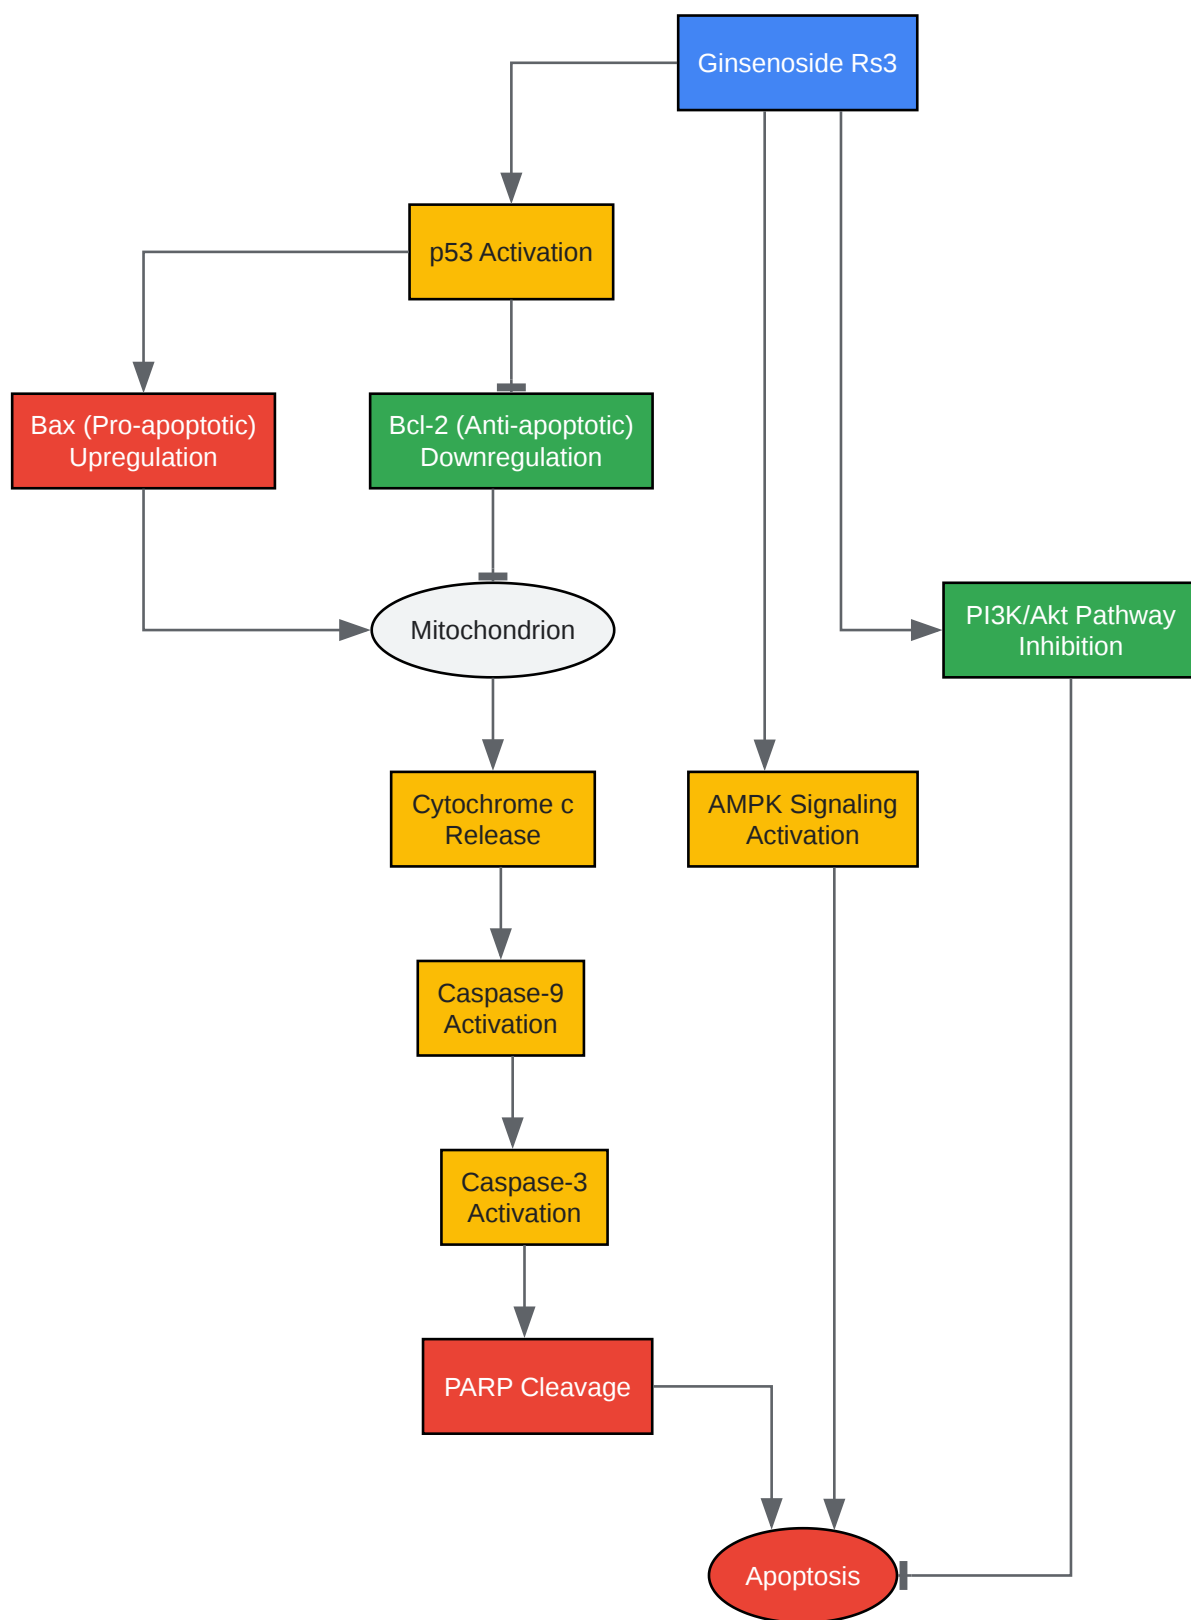 Ginsenoside Rs3
p53 Activation
Bax (Pro-apoptotic)
Upregulation
Bcl-2 (Anti-apoptotic)
Downregulation
Mitochondrion
PI3K/Akt Pathway
Inhibition
Cytochrome c
Release
AMPK Signaling
Activation
Caspase-9
Activation
Caspase-3
Activation
PARP Cleavage
Apoptosis